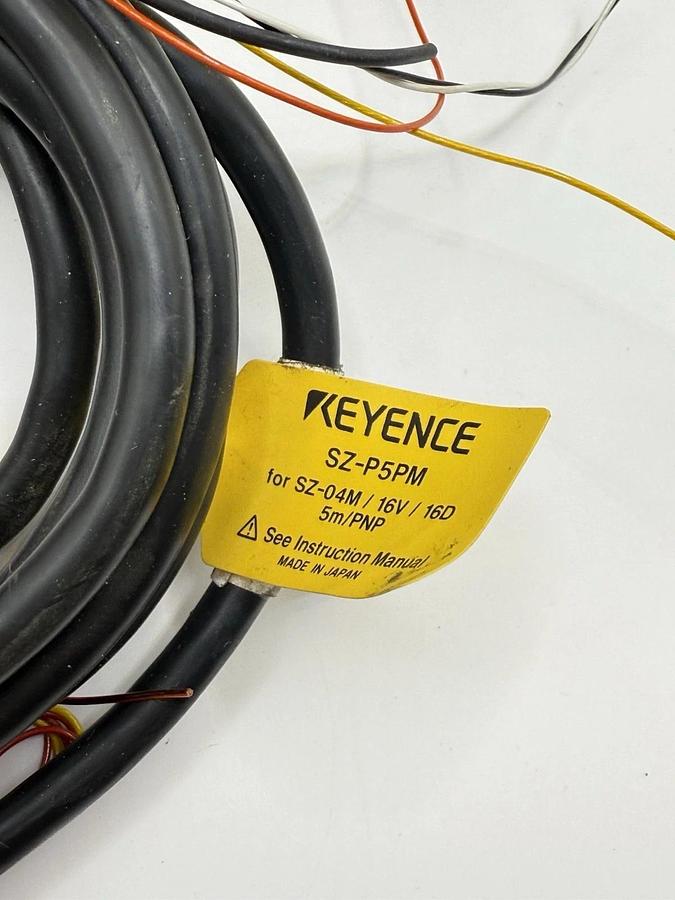 KEYENCE
SZ-P5PM
for SZ-04M / 16V / 16D
5m/PNP
⚠ See Instruction Manual
MADE IN JAPAN